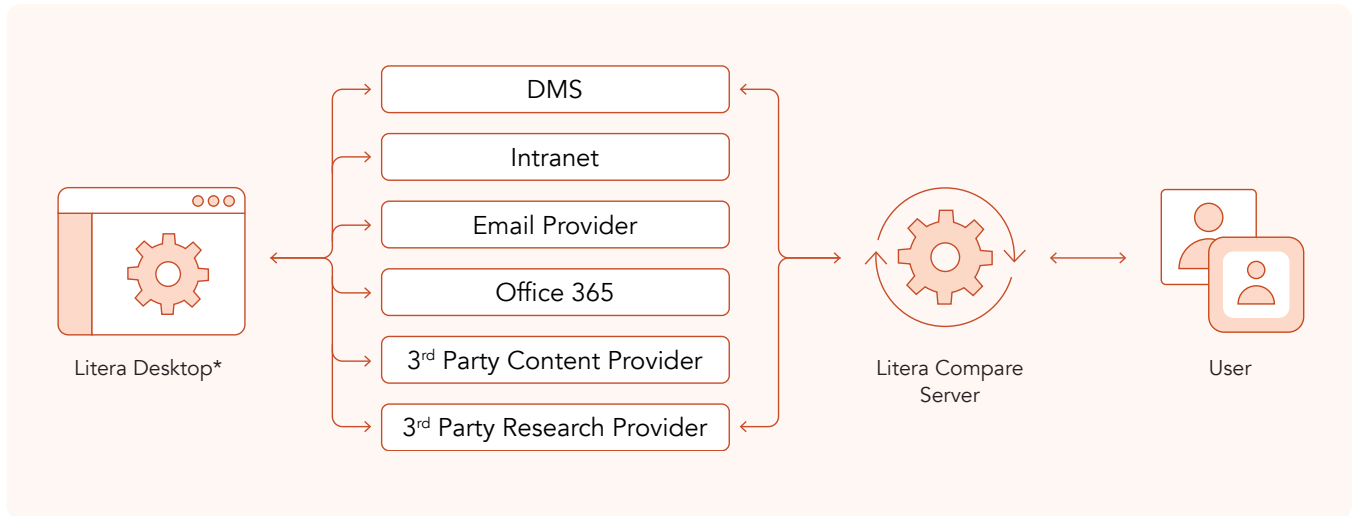 DMS
Intranet
Email Provider
Office 365
3rd Party Content Provider
3rd Party Research Provider
Litera Desktop*
Litera Compare
Server
User